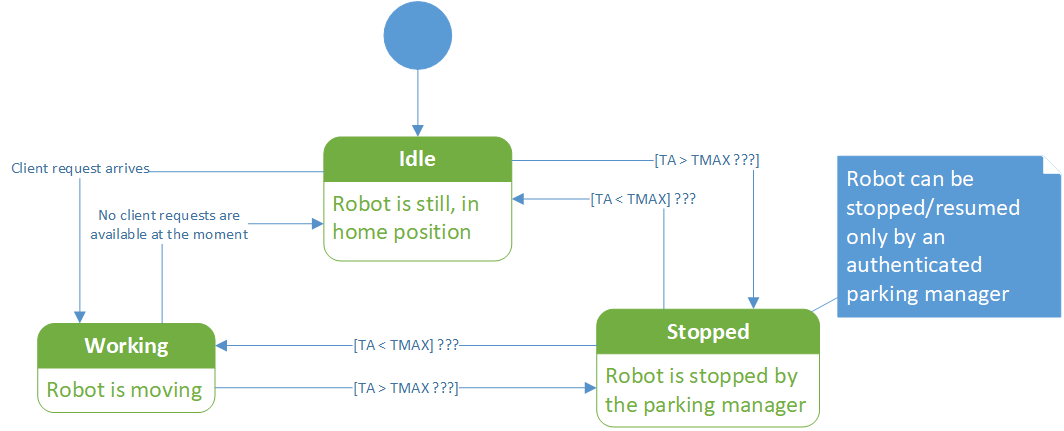 Idle
Client request arrives
[TA > TMAX ???]
Robot is still, in
home position
[TA < TMAX] ???
No client requests are
available at the moment
Robot can be
stopped/resumed
only by an
authenticated
parking manager
Working
Robot is moving
[TA < TMAX] ???
[TA > TMAX ???]
Stopped
Robot is stopped by
the parking manager